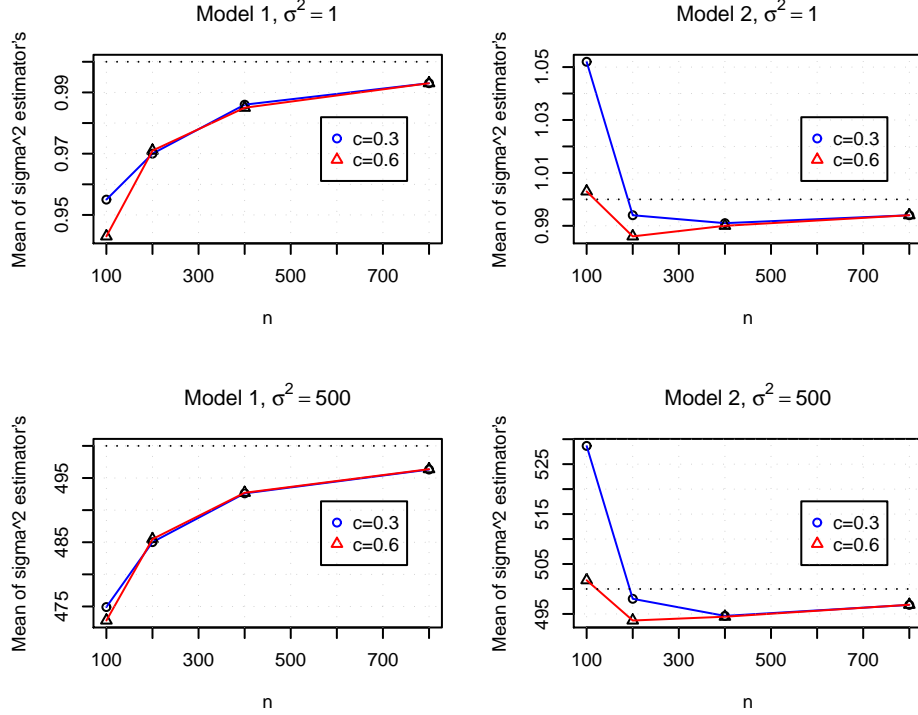 Model 1, σ² = 1
Mean of sigma^2 estimator's
0.99
0.97
0.95
c=0.3
c=0.6
100 300 500 700
n
Model 2, σ² = 1
Mean of sigma^2 estimator's
1.05
1.03
1.01
0.99
c=0.3
c=0.6
100 300 500 700
n
Model 1, σ² = 500
Mean of sigma^2 estimator's
495
485
475
c=0.3
c=0.6
100 300 500 700
n
Model 2, σ² = 500
Mean of sigma^2 estimator's
525
515
505
495
c=0.3
c=0.6
100 300 500 700
n